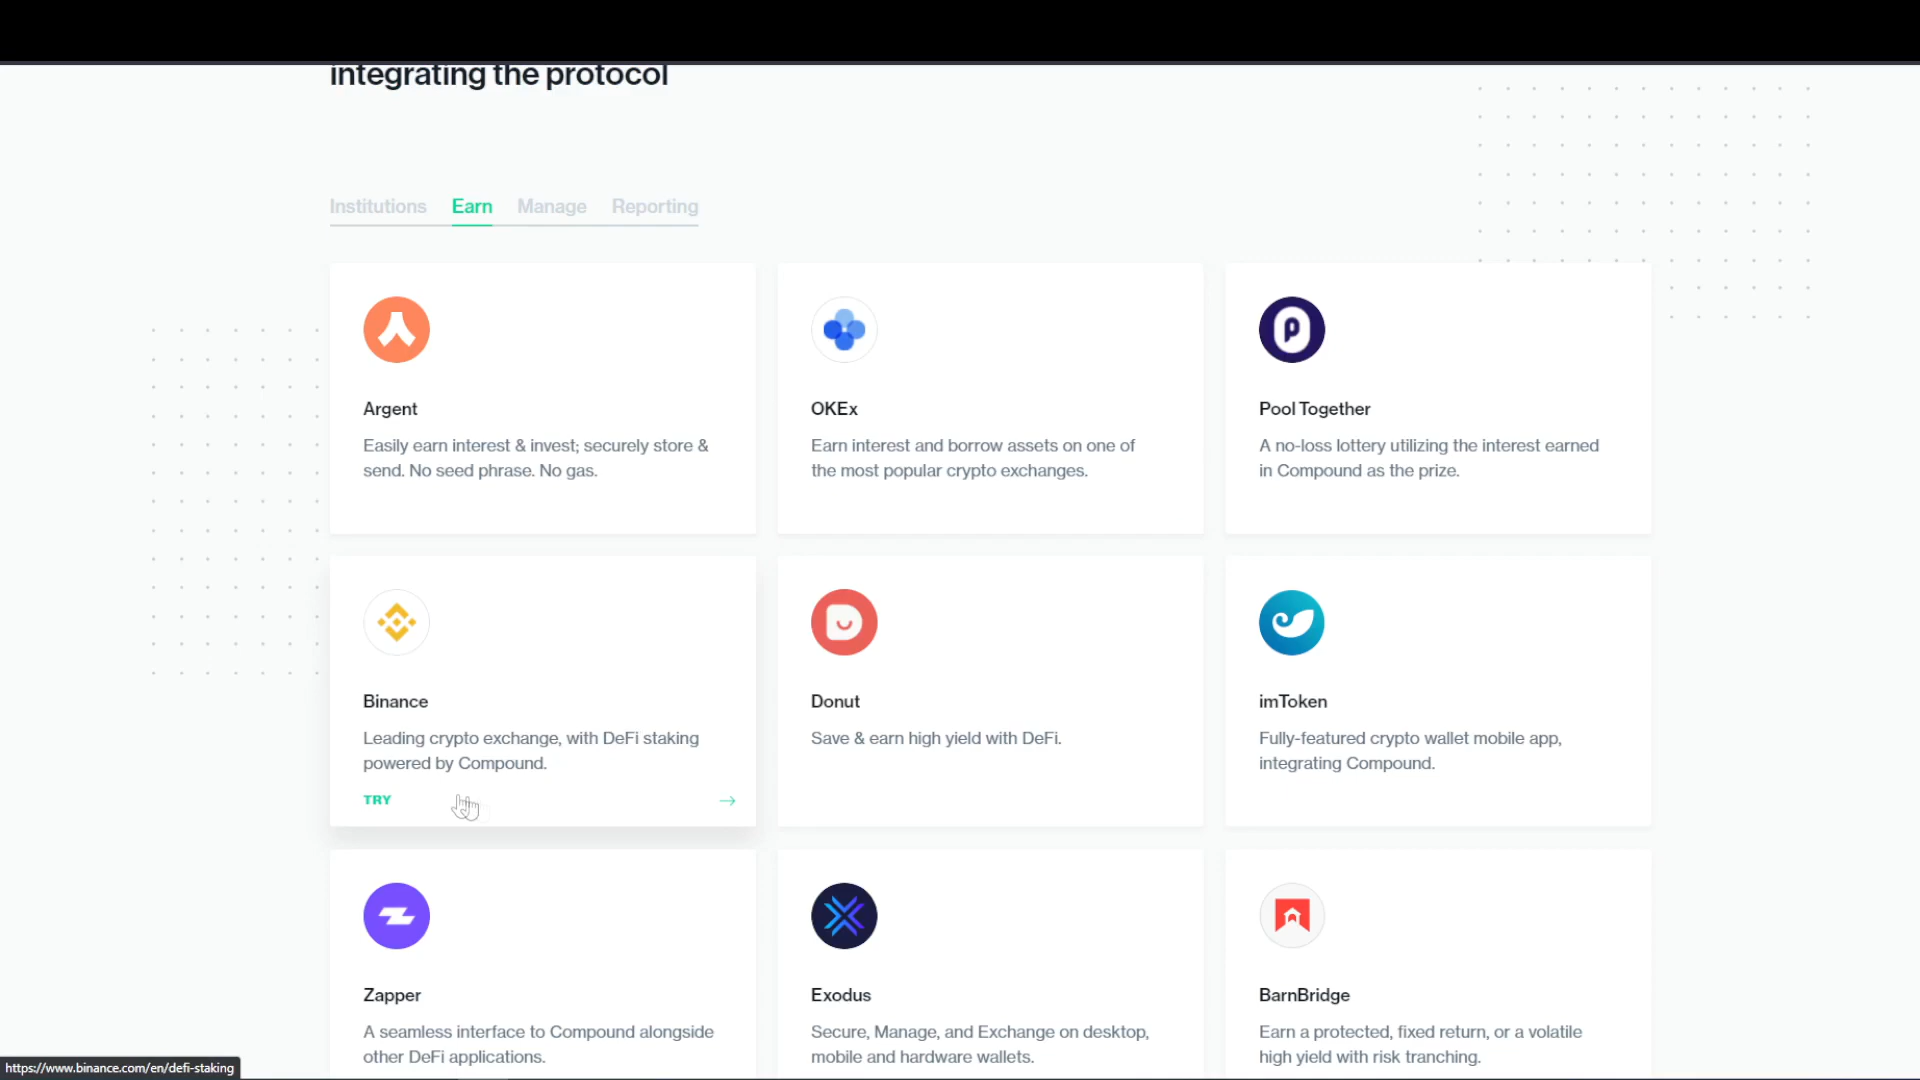 integrating the protocol
Institutions Earn Manage Reporting
Argent
Easily earn interest & invest; securely store &
send. No seed phrase. No gas.
OKEx
Earn interest and borrow assets on one of
the most popular crypto exchanges.
Pool Together
A no-loss lottery utilizing the interest earned
in Compound as the prize.
Binance
Leading crypto exchange, with DeFi staking
powered by Compound.
TRY
Donut
Save & earn high yield with DeFi.
imToken
Fully-featured crypto wallet mobile app,
integrating Compound.
Zapper
A seamless interface to Compound alongside
other DeFi applications.
Exodus
Secure, Manage, and Exchange on desktop,
mobile and hardware wallets.
BarnBridge
Earn a protected, fixed return, or a volatile
high yield with risk tranching.
https://www.binance.com/en/defi-staking